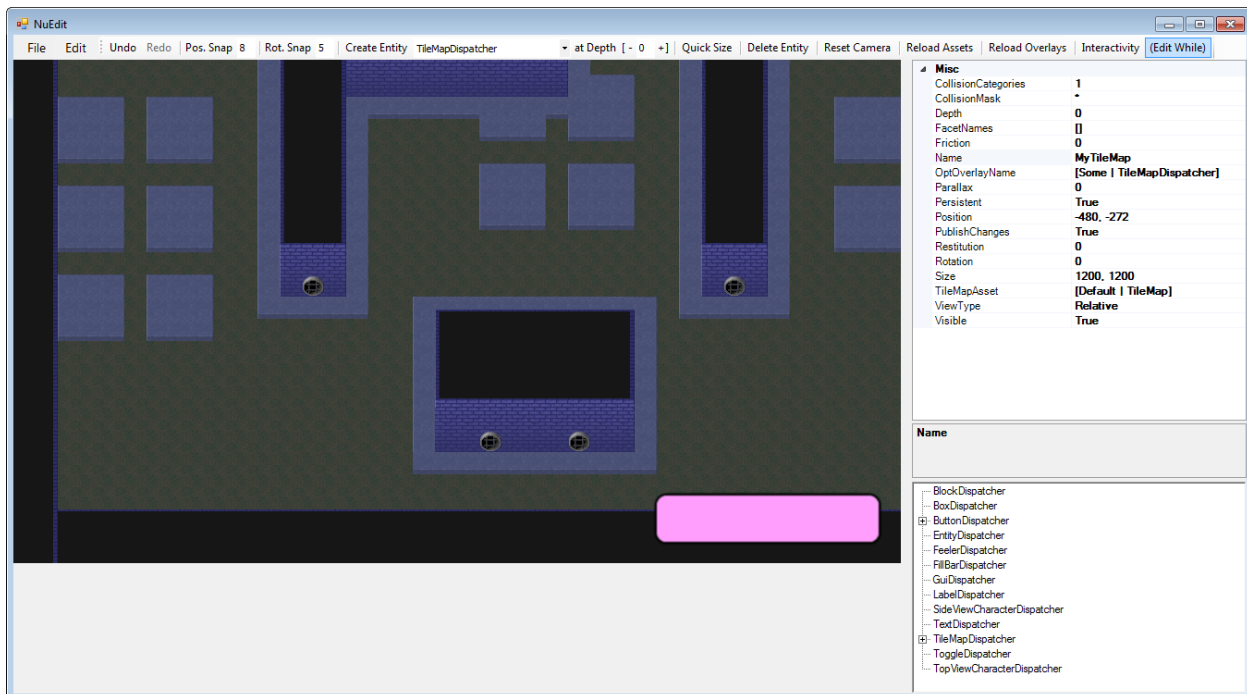 NuEdit
File Edit Undo Redo Pos. Snap 8 Rot. Snap 5 Create Entity TileMapDispatcher at Depth [ - 0 + ] Quick Size Delete Entity Reset Camera Reload Assets Reload Overlays Interactivity (Edit While)
Misc
CollisionCategories 1
CollisionMask *
Depth 0
FacetNames []
Friction 0
Name MyTileMap
OptOverlayName [Some | TileMapDispatcher]
Parallax 0
Persistent True
Position -480, -272
PublishChanges True
Restitution 0
Rotation 0
Size 1200, 1200
TileMapAsset [Default | TileMap]
ViewType Relative
Visible True
Name
BlockDispatcher
BoxDispatcher
ButtonDispatcher
EntityDispatcher
FeelerDispatcher
FillBarDispatcher
GuiDispatcher
LabelDispatcher
SideViewCharacterDispatcher
TextDispatcher
TileMapDispatcher
ToggleDispatcher
TopViewCharacterDispatcher